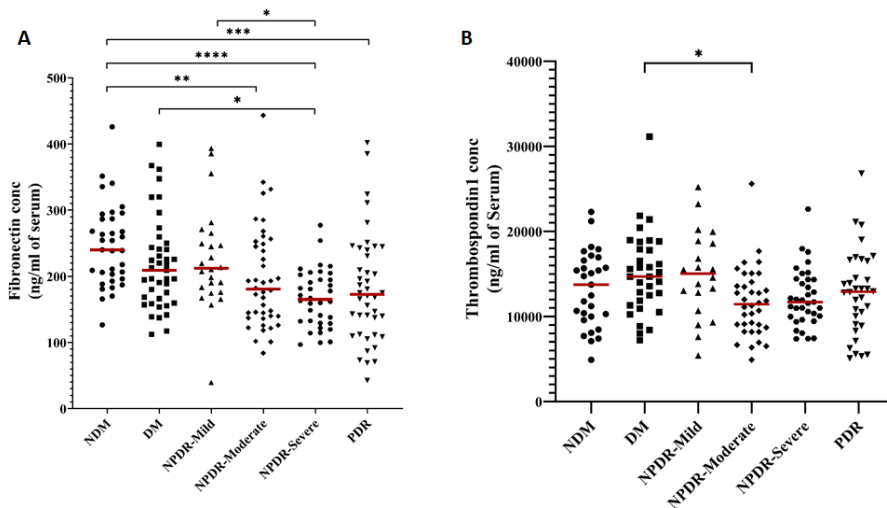 A
*
***
****
**
*
Fibronectin conc
(ng/ml of serum)
500
400
300
200
100
0
NDM
DM
NPDR-Mild
NPDR-Moderate
NPDR-Severe
PDR
B
*
Thrombospondin1 conc
(ng/ml of Serum)
40000
30000
20000
10000
0
NDM
DM
NPDR-Mild
NPDR-Moderate
NPDR-Severe
PDR